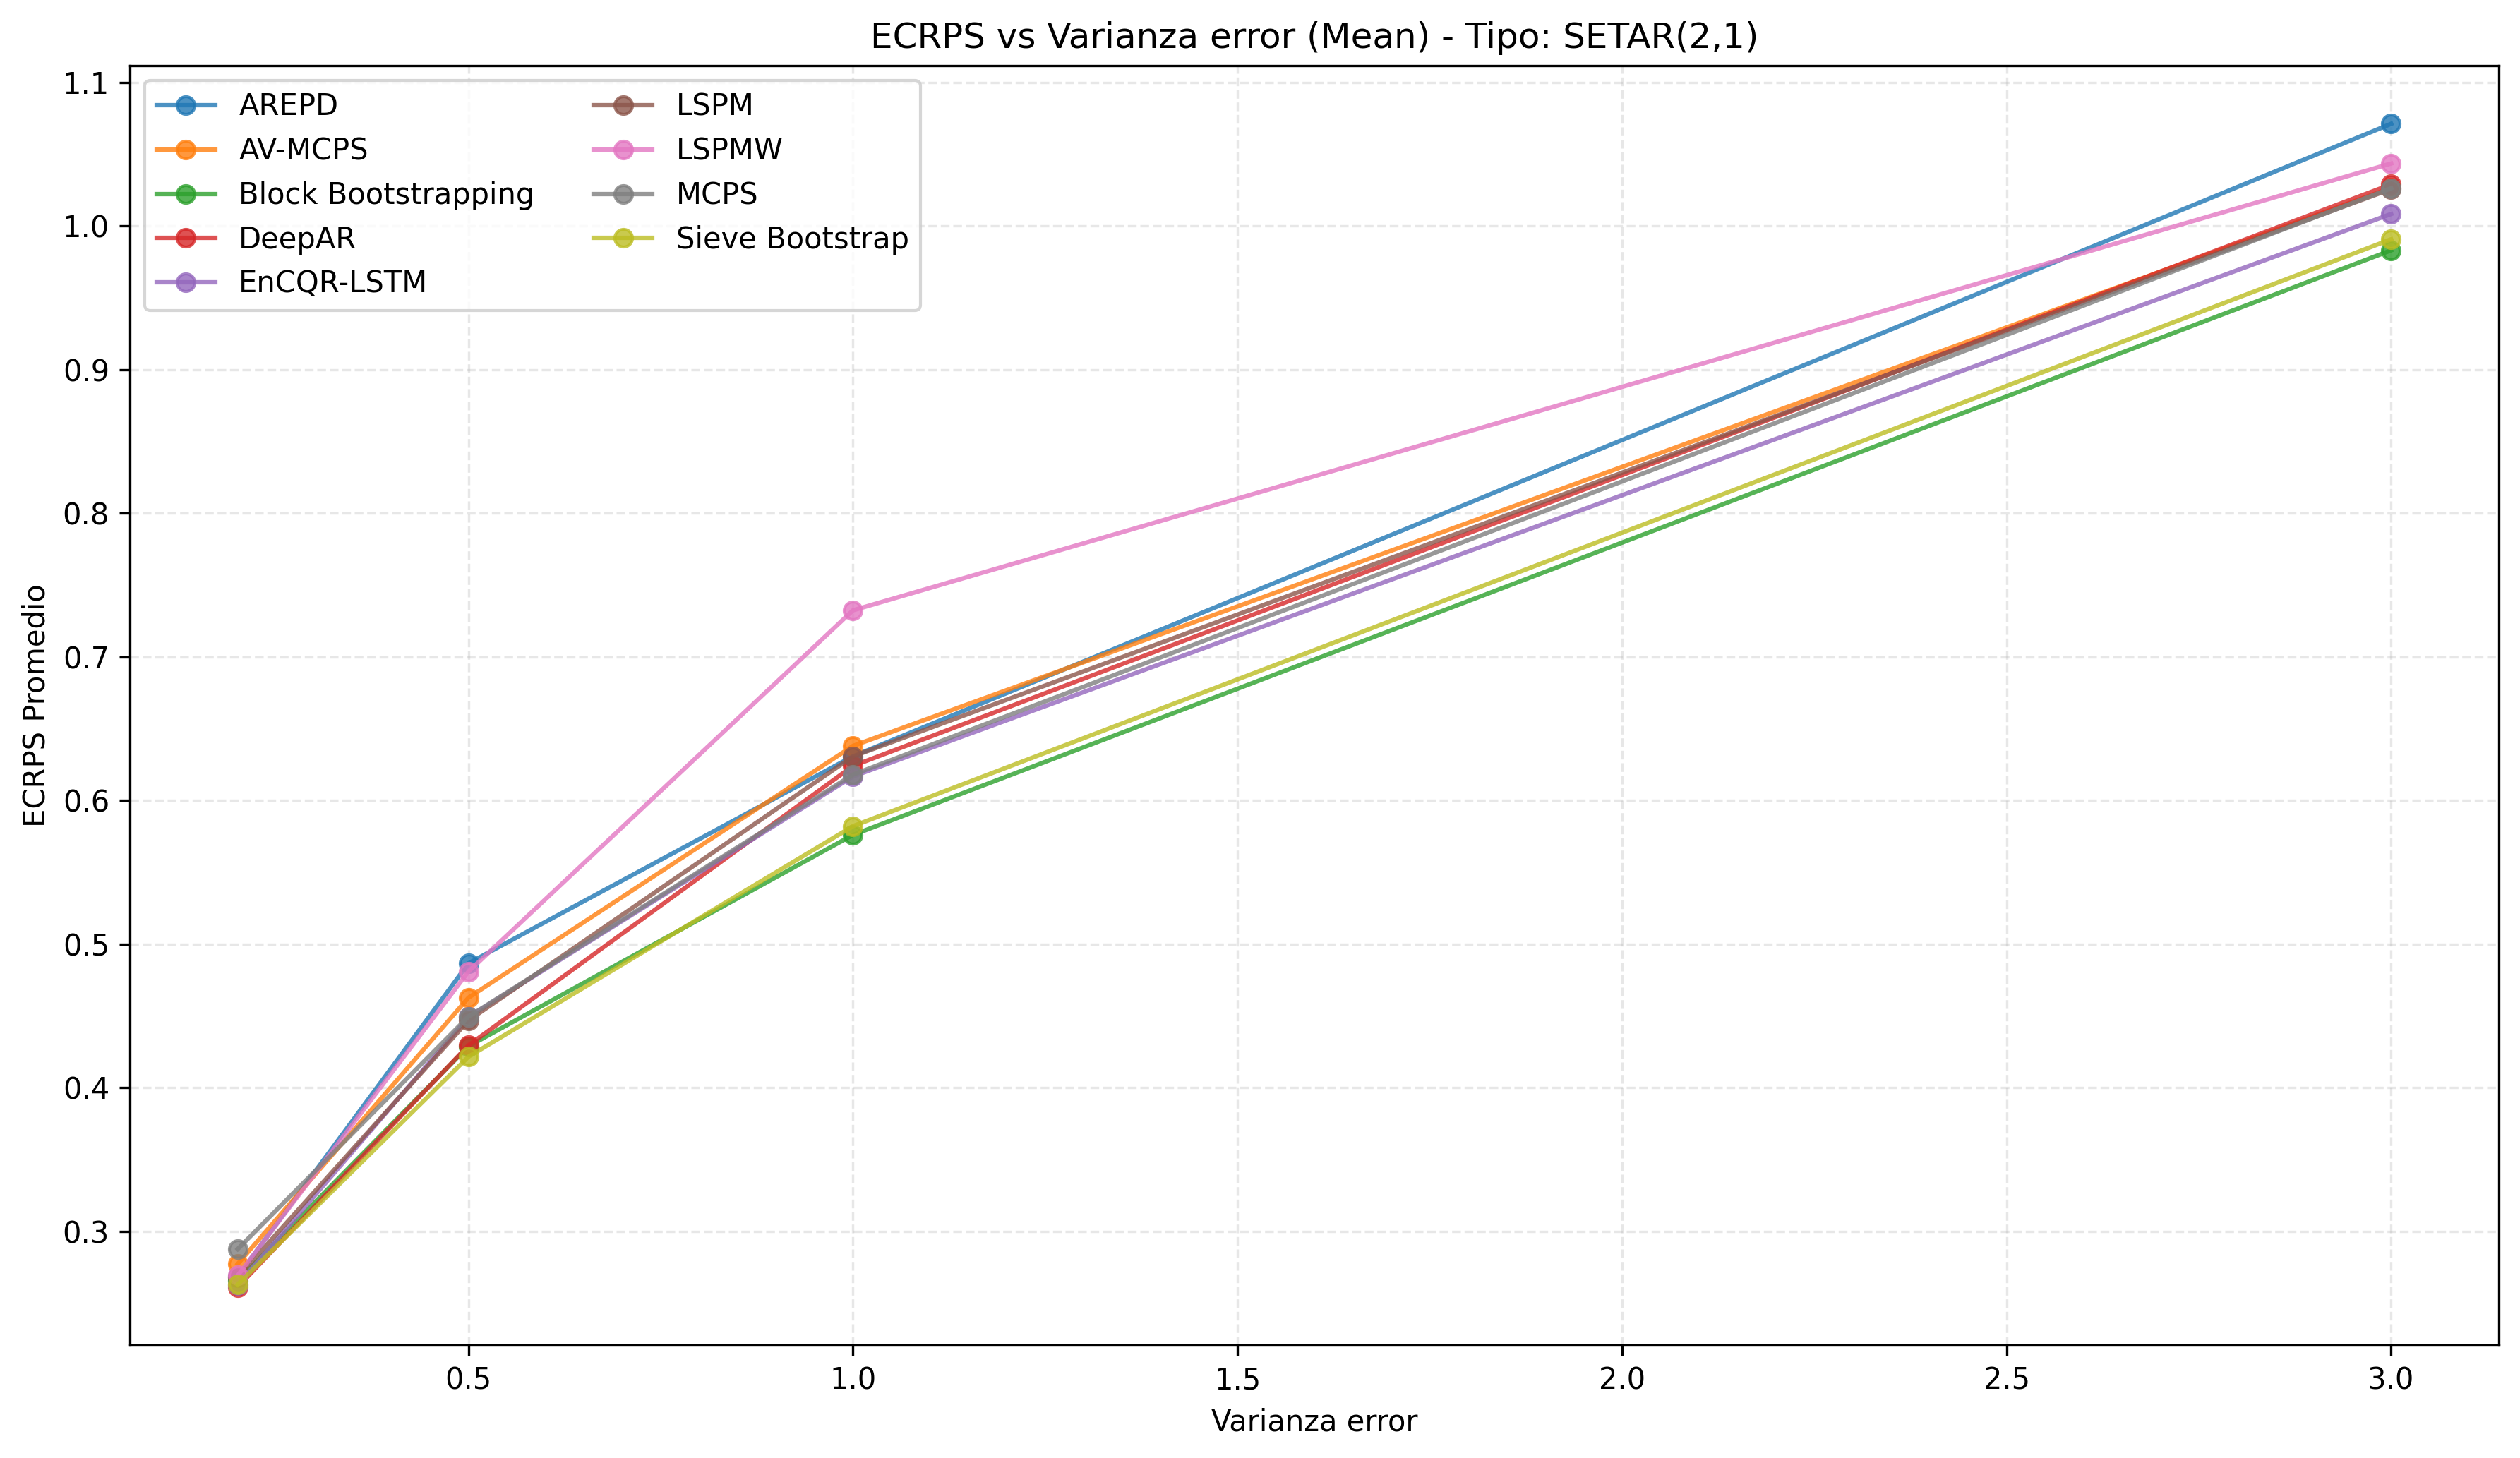 ECRPS vs Varianza error (Mean) - Tipo: SETAR(2,1)
AREPD
AV-MCPS
Block Bootstrapping
DeepAR
EnCQR-LSTM
LSPM
LSPMW
MCPS
Sieve Bootstrap
ECRPS Promedio
1.1
1.0
0.9
0.8
0.7
0.6
0.5
0.4
0.3
0.5 1.0 1.5 2.0 2.5 3.0
Varianza error